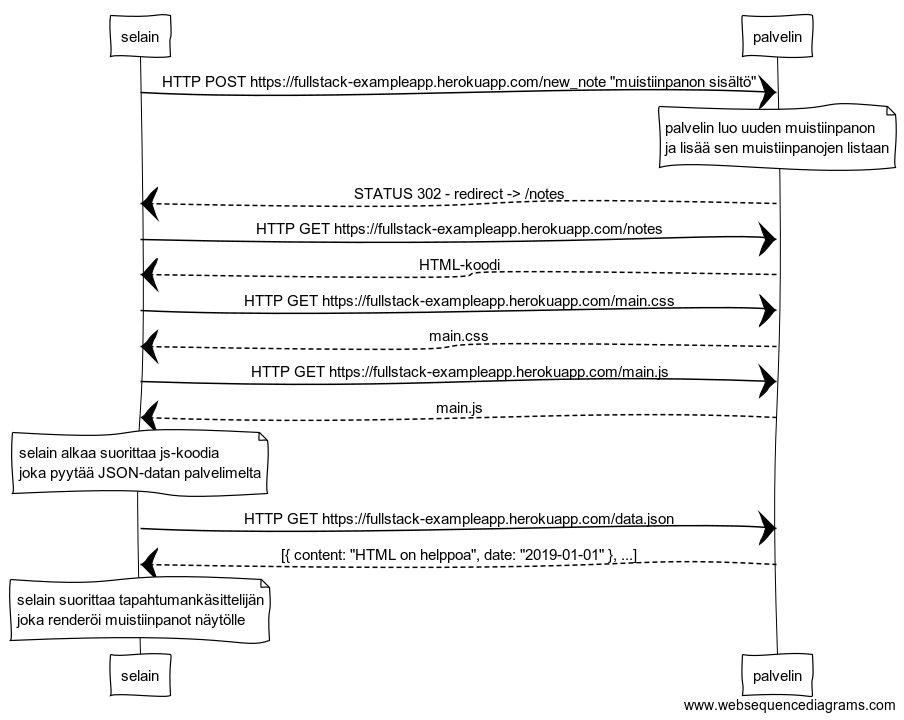 selain
palvelin
HTTP POST https://fullstack-exampleapp.herokuapp.com/new_note "muistiinpanon sisältö"
palvelin luo uuden muistiinpanon
ja lisää sen muistiinpanojen listaan
STATUS 302 - redirect -> /notes
HTTP GET https://fullstack-exampleapp.herokuapp.com/notes
HTML-koodi
HTTP GET https://fullstack-exampleapp.herokuapp.com/main.css
main.css
HTTP GET https://fullstack-exampleapp.herokuapp.com/main.js
main.js
selain alkaa suorittaa js-koodia
joka pyytää JSON-datan palvelimelta
HTTP GET https://fullstack-exampleapp.herokuapp.com/data.json
[{ content: "HTML on helppoa", date: "2019-01-01" }, ...]
selain suorittaa tapahtumankäsittelijän
joka renderöi muistiinpanot näytölle
selain
palvelin
www.websequencediagrams.com